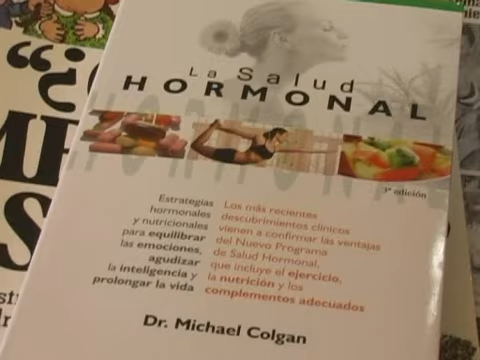 La Salud
HORMONAL
1ª edición
Estrategias
hormonales
y nutricionales
para equilibrar
las emociones,
agudizar
la inteligencia y
prolongar la vida
Los más recientes
descubrimientos clínicos
vienen a confirmar las ventajas
del Nuevo Programa
de Salud Hormonal,
que incluye el ejercicio,
la nutrición y los
complementos adecuados
Dr. Michael Colgan